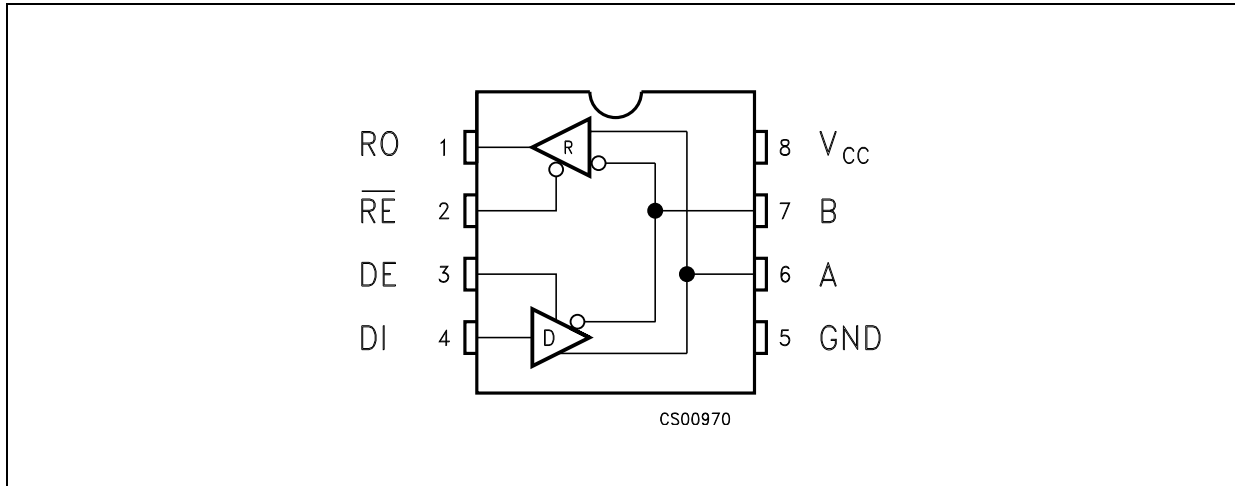 RO 1 R 8 VCC
RE 2 7 B
DE 3 6 A
DI 4 D 5 GND
CS00970